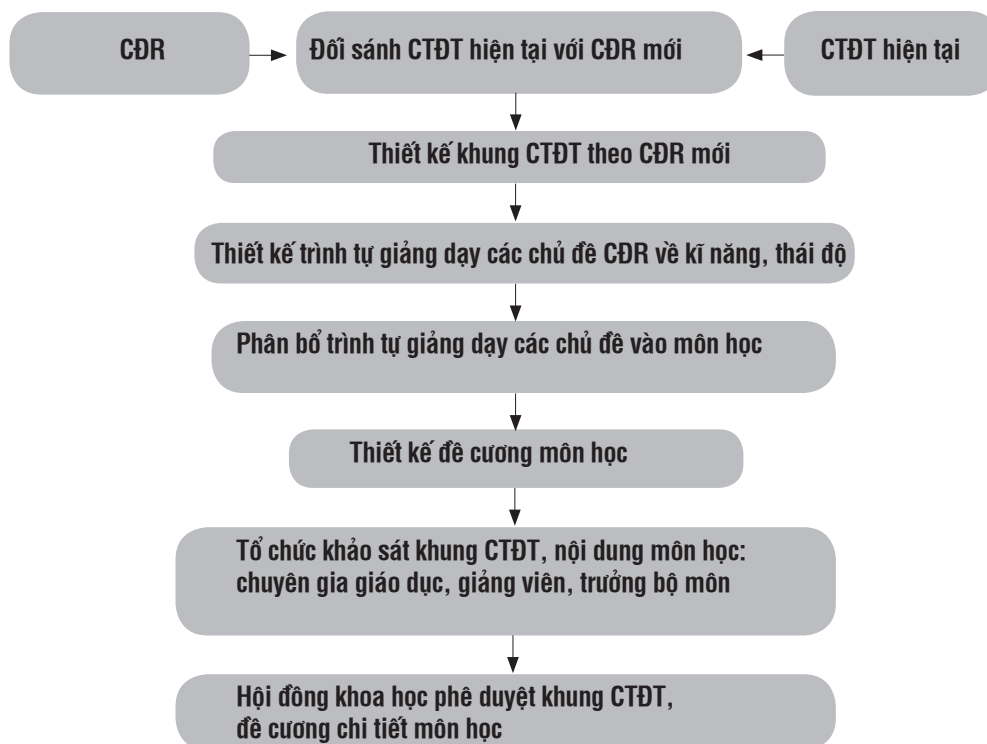 CĐR
Đối sánh CTĐT hiện tại với CĐR mới
CTĐT hiện tại
Thiết kế khung CTĐT theo CĐR mới
Thiết kế trình tự giảng dạy các chủ đề CĐR về kĩ năng, thái độ
Phân bổ trình tự giảng dạy các chủ đề vào môn học
Thiết kế đề cương môn học
Tổ chức khảo sát khung CTĐT, nội dung môn học:
chuyên gia giáo dục, giảng viên, trưởng bộ môn
Hội đồng khoa học phê duyệt khung CTĐT,
đề cương chi tiết môn học